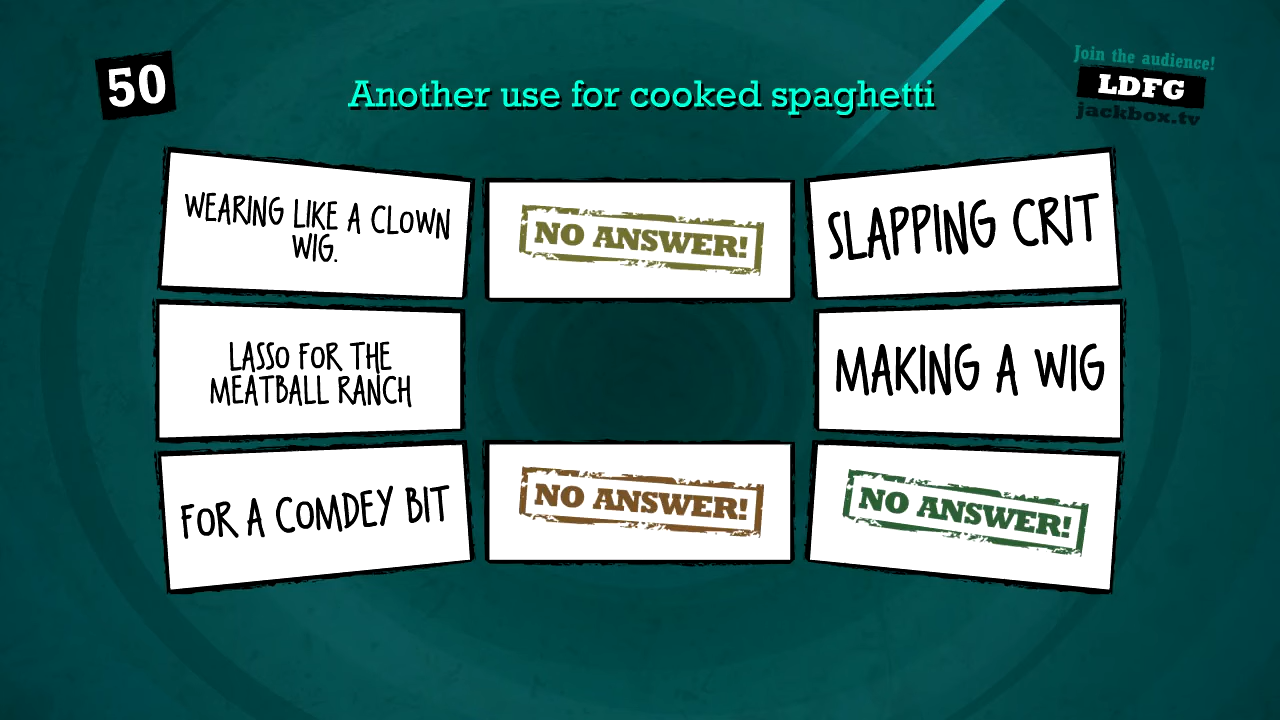 50
Another use for cooked spaghetti
Join the audience!
LDFG
jackbox.tv
WEARING LIKE A CLOWN
WIG.
NO ANSWER!
SLAPPING CRIT
LASSO FOR THE
MEATBALL RANCH
MAKING A WIG
FOR A COMDEY BIT
NO ANSWER!
NO ANSWER!